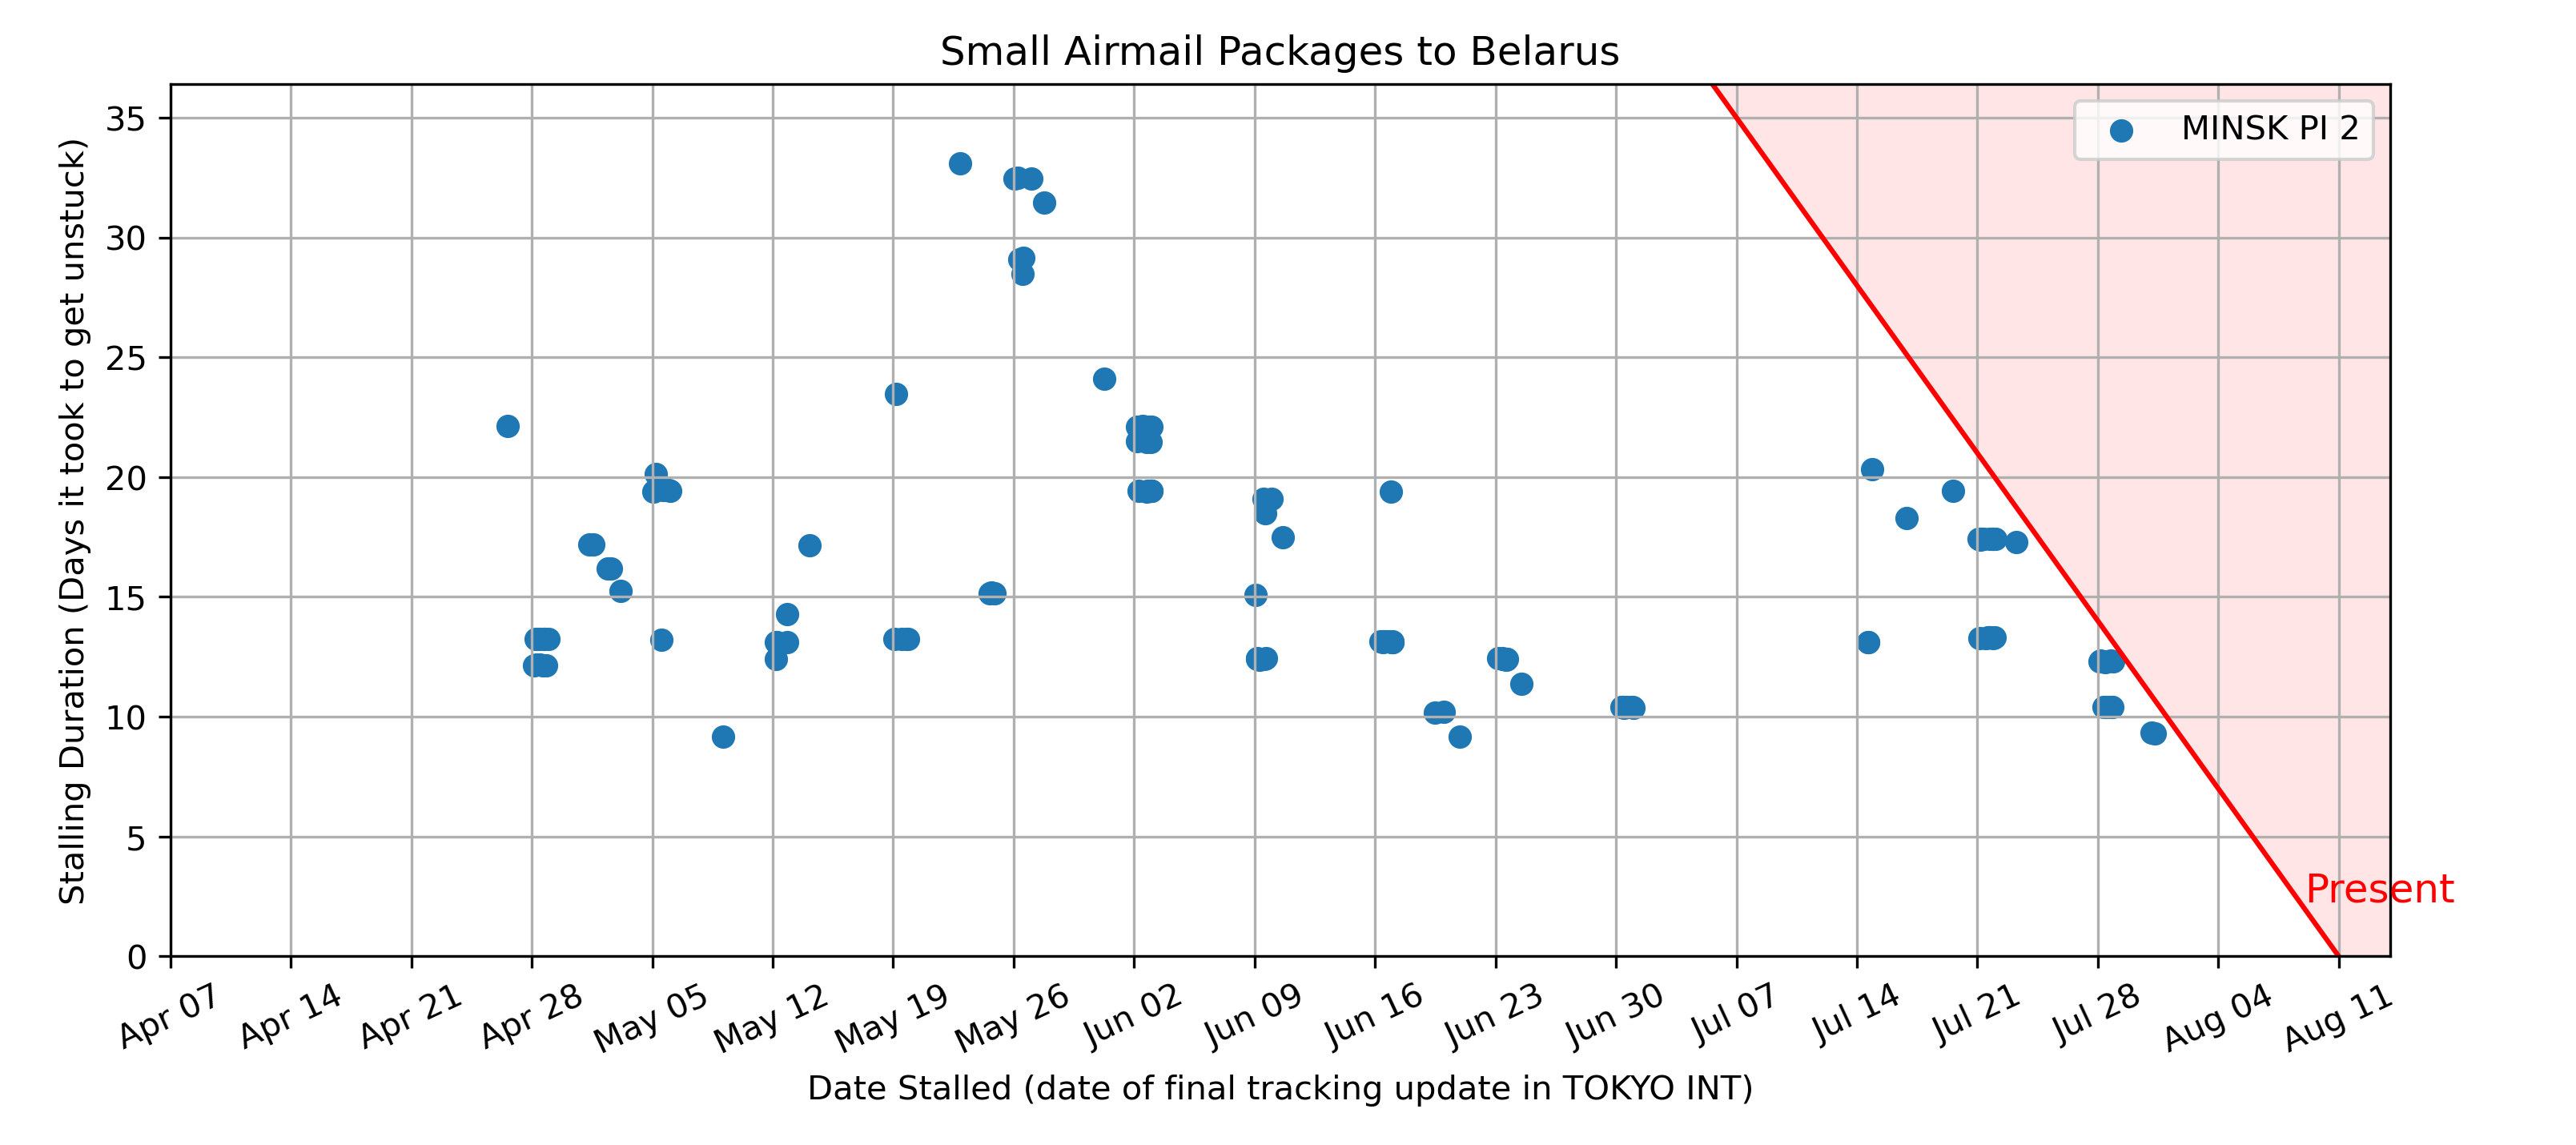 Small Airmail Packages to Belarus
MINSK PI 2
Stalling Duration (Days it took to get unstuck)
35
30
25
20
15
10
5
0
Present
Apr 07
Apr 14
Apr 21
Apr 28
May 05
May 12
May 19
May 26
Jun 02
Jun 09
Jun 16
Jun 23
Jun 30
Jul 07
Jul 14
Jul 21
Jul 28
Aug 04
Aug 11
Date Stalled (date of final tracking update in TOKYO INT)